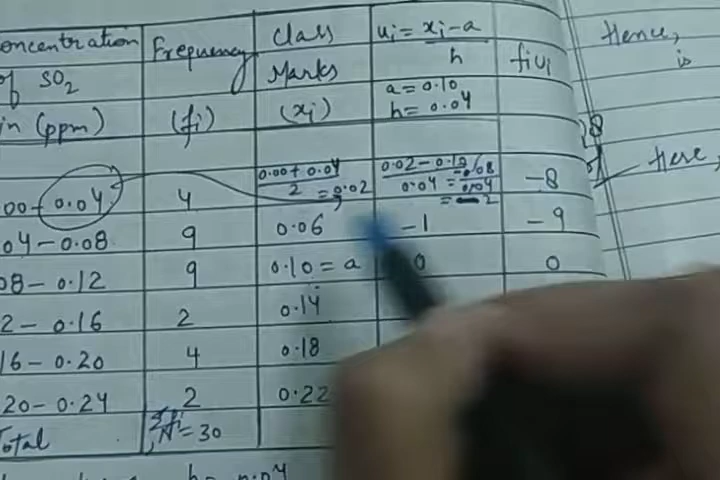 oncentration Frequency Class ui = xi - a / h fiui Hence,
of SO2 Marks a = 0.10 is
in (ppm) (fi) (xi) h = 0.04
.00 - 0.04 4 0.00 + 0.04 / 2 = 0.02 0.02 - 0.10 / 0.04 = -0.08 / 0.04 = -2 -8 Here,
04 - 0.08 9 0.06 -1 -9
08 - 0.12 9 0.10 = a 0 0
2 - 0.16 2 0.14
16 - 0.20 4 0.18
20 - 0.24 2 0.22
Total N = 30
h = 0.04